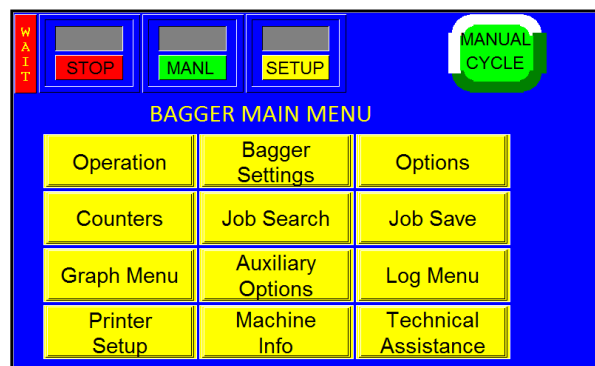 WAIT
STOP
MANL
SETUP
MANUAL
CYCLE
BAGGER MAIN MENU
Operation
Bagger
Settings
Options
Counters
Job Search
Job Save
Graph Menu
Auxiliary
Options
Log Menu
Printer
Setup
Machine
Info
Technical
Assistance